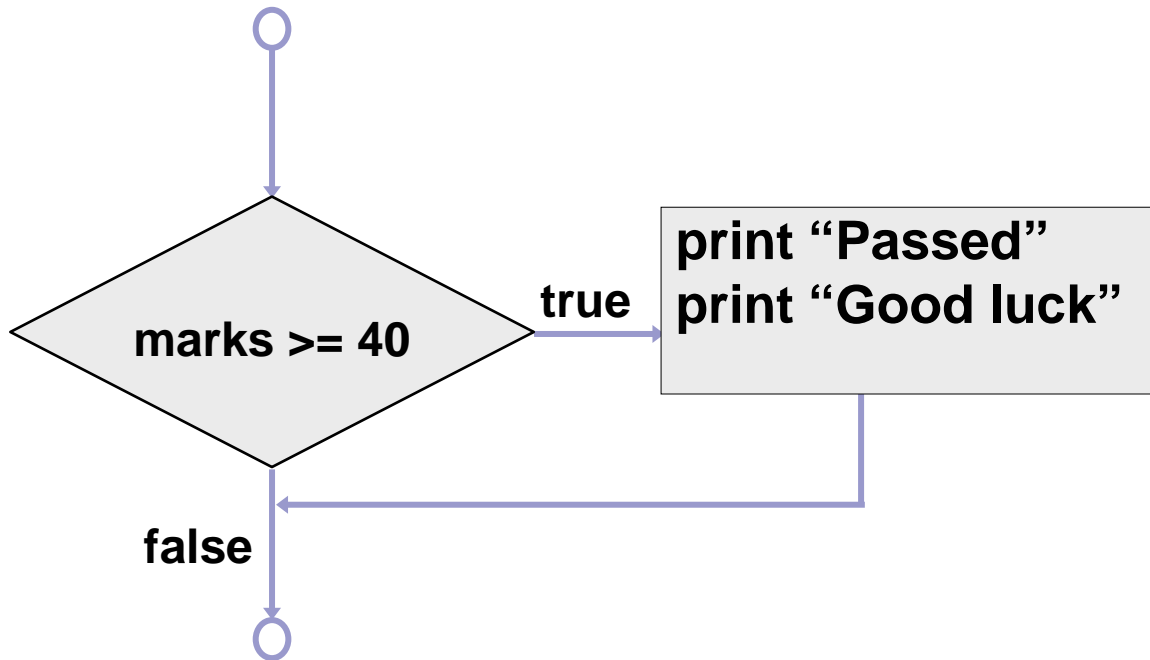 marks >= 40
true
print “Passed”
print “Good luck”
false